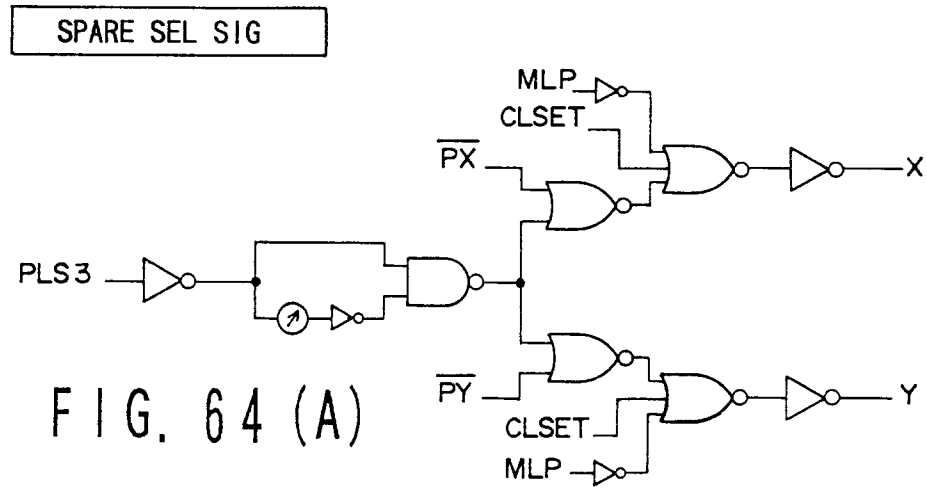 SPARE SEL SIG
MLP
CLSET
PX
X
PLS3
PY
Y
CLSET
MLP
FIG. 64 (A)